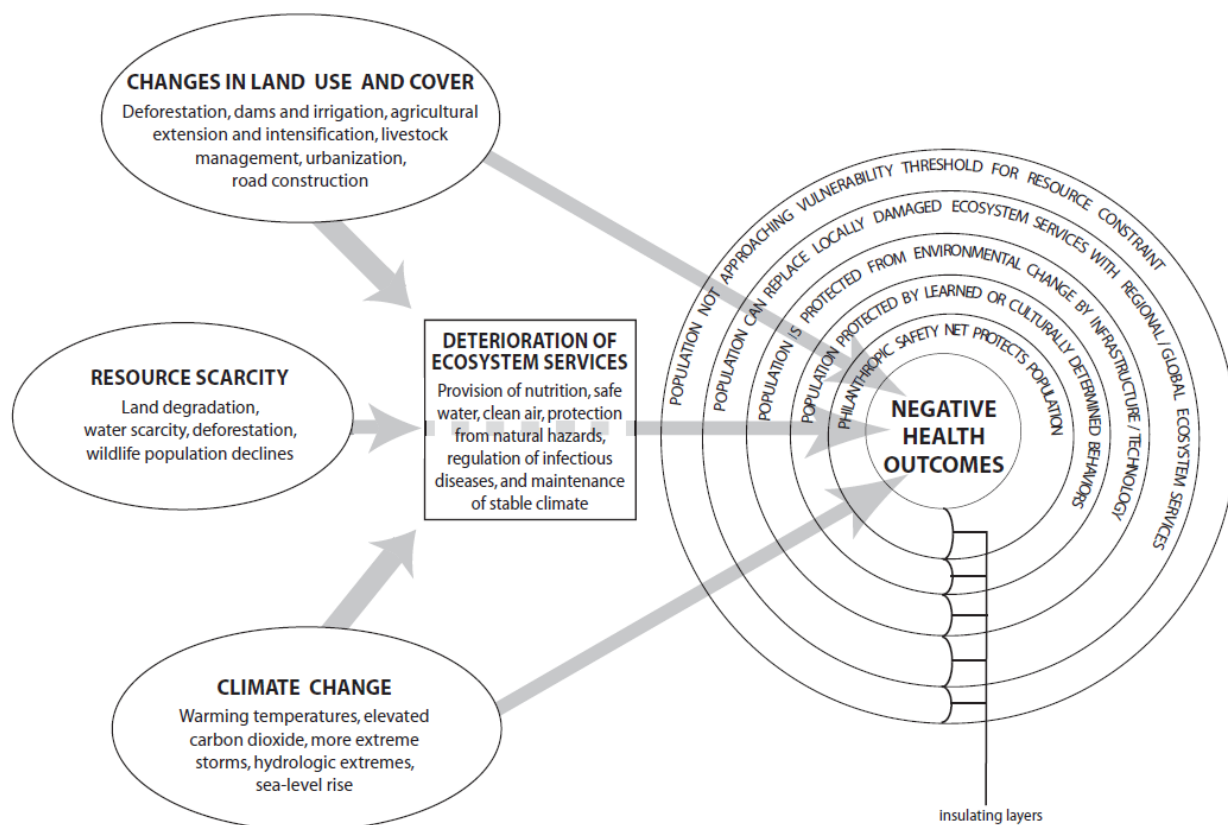 CHANGES IN LAND USE AND COVER
Deforestation, dams and irrigation, agricultural
extension and intensification, livestock
management, urbanization,
road construction
RESOURCE SCARCITY
Land degradation,
water scarcity, deforestation,
wildlife population declines
CLIMATE CHANGE
Warming temperatures, elevated
carbon dioxide, more extreme
storms, hydrologic extremes,
sea-level rise
DETERIORATION OF
ECOSYSTEM SERVICES
Provision of nutrition, safe
water, clean air, protection
from natural hazards,
regulation of infectious
diseases, and maintenance
of stable climate
POPULATION NOT APPROACHING VULNERABILITY THRESHOLD FOR RESOURCE CONSTRAINT
POPULATION CAN REPLACE LOCALLY DAMAGED ECOSYSTEM SERVICES WITH REGIONAL/GLOBAL ECOSYSTEM SERVICES
POPULATION IS PROTECTED FROM ENVIRONMENTAL CHANGE BY INFRASTRUCTURE/TECHNOLOGY
POPULATION PROTECTED BY LEARNED OR CULTURALLY DETERMINED BEHAVIORS
PHILANTHROPIC SAFETY NET PROTECTS POPULATION
NEGATIVE
HEALTH
OUTCOMES
insulating layers